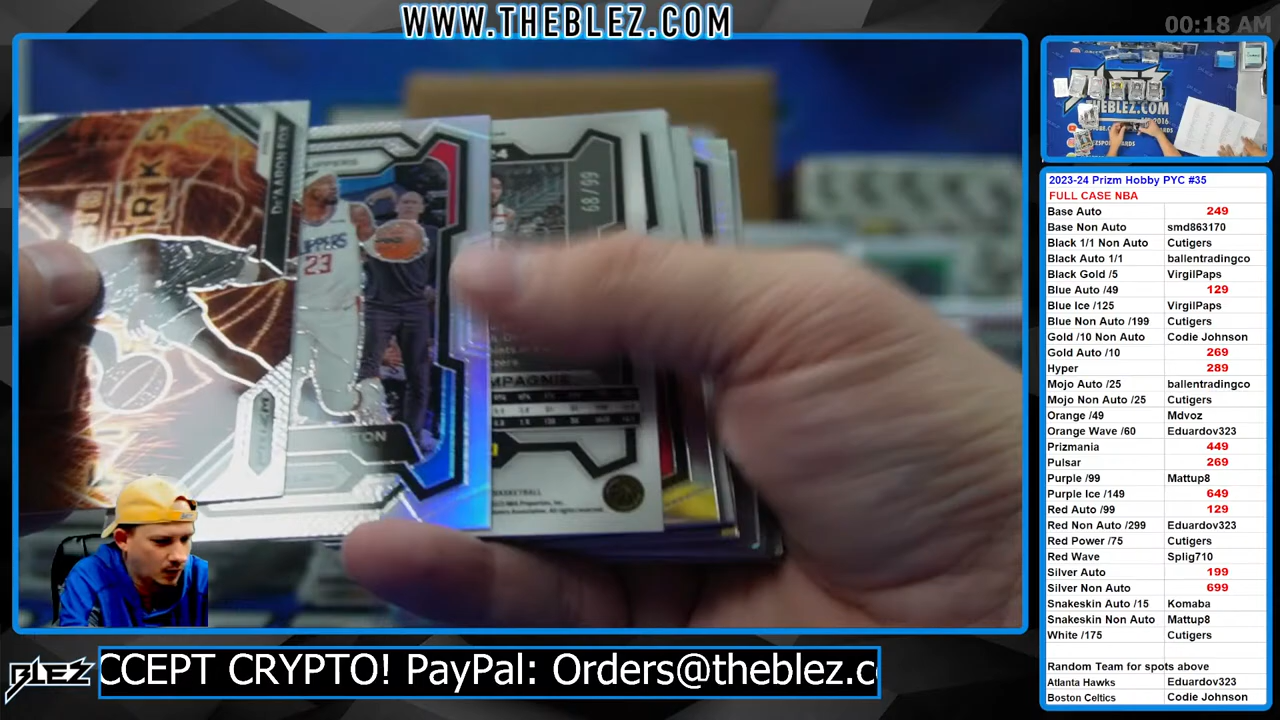 WWW.THEBLEZ.COM
00:18 AM
DE'AARON FOX
CLIPPERS
23
68/99
BASKETBALL
THEBLEZ.COM
2023-24 Prizm Hobby PYC #35
FULL CASE NBA
Base Auto 249
Base Non Auto smd863170
Black 1/1 Non Auto Cutigers
Black Auto 1/1 ballentradingco
Black Gold /5 VirgilPaps
Blue Auto /49 129
Blue Ice /125 VirgilPaps
Blue Non Auto /199 Cutigers
Gold /10 Non Auto Codie Johnson
Gold Auto /10 269
Hyper 289
Mojo Auto /25 ballentradingco
Mojo Non Auto /25 Cutigers
Orange /49 Mdvoz
Orange Wave /60 Eduardov323
Prizmania 449
Pulsar 269
Purple /99 Mattup8
Purple Ice /149 649
Red Auto /99 129
Red Non Auto /299 Eduardov323
Red Power /75 Cutigers
Red Wave Splig710
Silver Auto 199
Silver Non Auto 699
Snakeskin Auto /15 Komaba
Snakeskin Non Auto Mattup8
White /175 Cutigers
Random Team for spots above
Atlanta Hawks Eduardov323
Boston Celtics Codie Johnson
BLEZ
CCEPT CRYPTO! PayPal: Orders@theblez.c